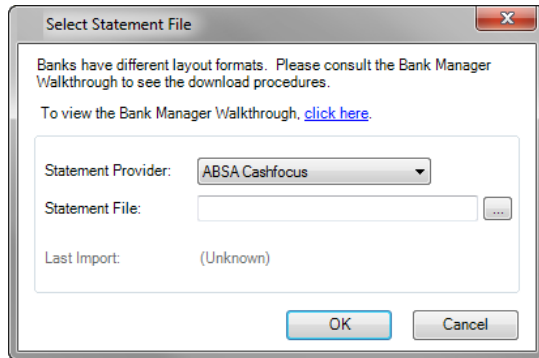 Select Statement File
Banks have different layout formats.  Please consult the Bank Manager
Walkthrough to see the download procedures.
To view the Bank Manager Walkthrough, click here.
Statement Provider: ABSA Cashfocus
Statement File: ...
Last Import: (Unknown)
OK Cancel